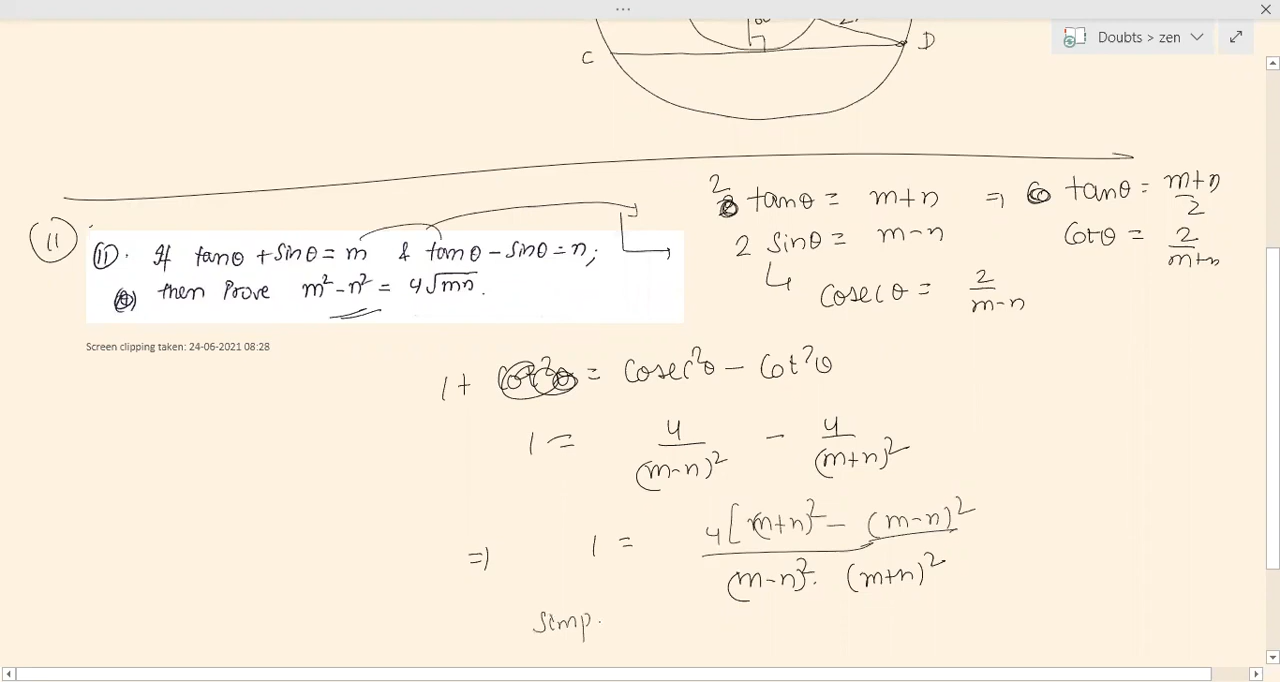 Doubts > zen
C
D
2 tanθ = m+n ⇒ tanθ = m+n/2
2 sinθ = m-n cotθ = 2/m+n
cosecθ = 2/m-n
11
(11). If tanθ + sinθ = m & tanθ - sinθ = n;
then Prove m² - n² = 4√mn.
Screen clipping taken: 24-06-2021 08:28
1 + = cosec²θ - cot²θ
1 = 4/(m-n)² - 4/(m+n)²
⇒ 1 = 4[(m+n)² - (m-n)²/(m-n)². (m+n)²
simp.